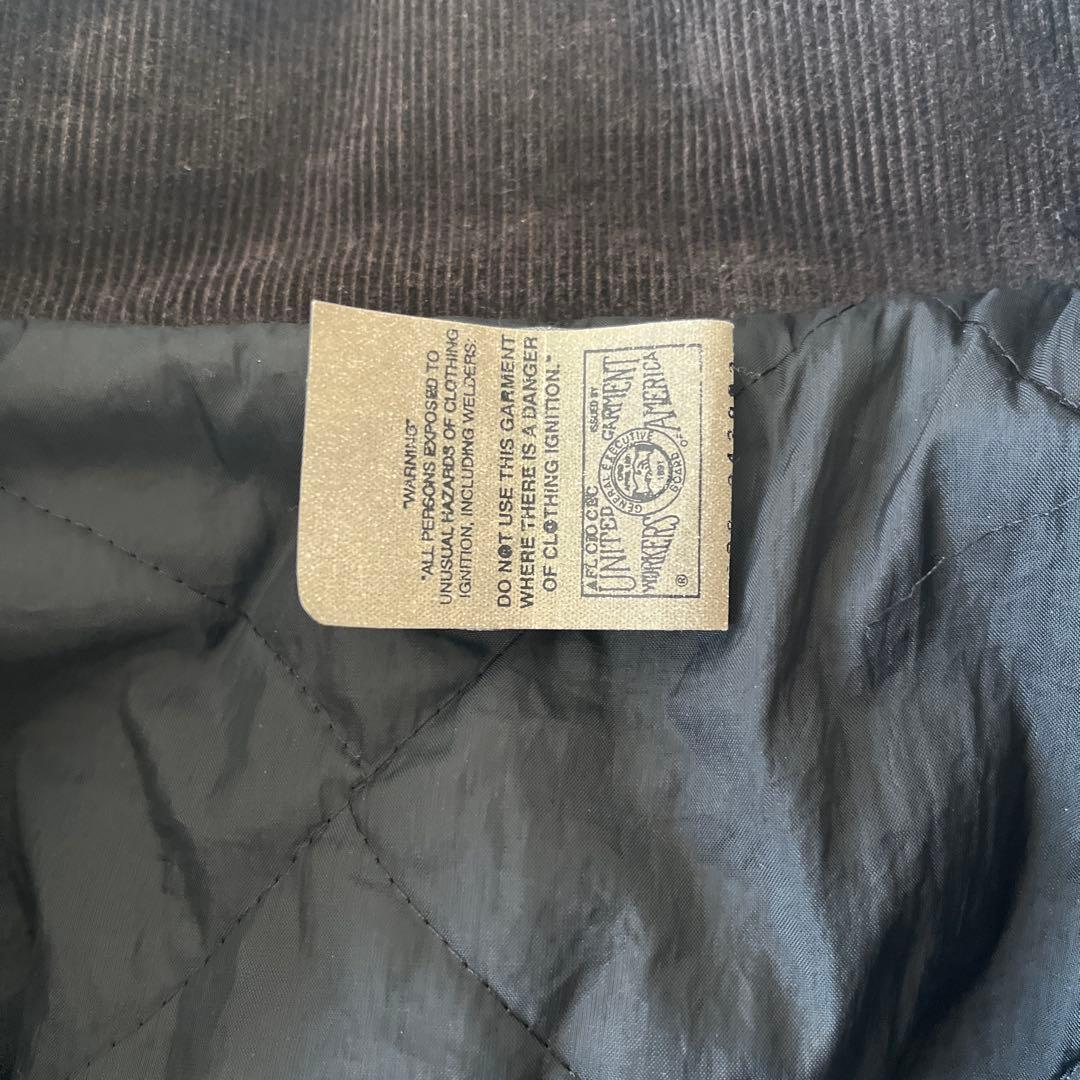 "WARNING"
"ALL PERSONS EXPOSED TO
UNUSUAL HAZARDS OF CLOTHING
IGNITION, INCLUDING WELDERS:
DO NOT USE THIS GARMENT
WHERE THERE IS A DANGER
OF CLOTHING IGNITION."
ISSUED BY
GENERAL EXECUTIVE
BOARD OF
1891
AFL CIO CLC
UNITED GARMENT
WORKERS AMERICA
®